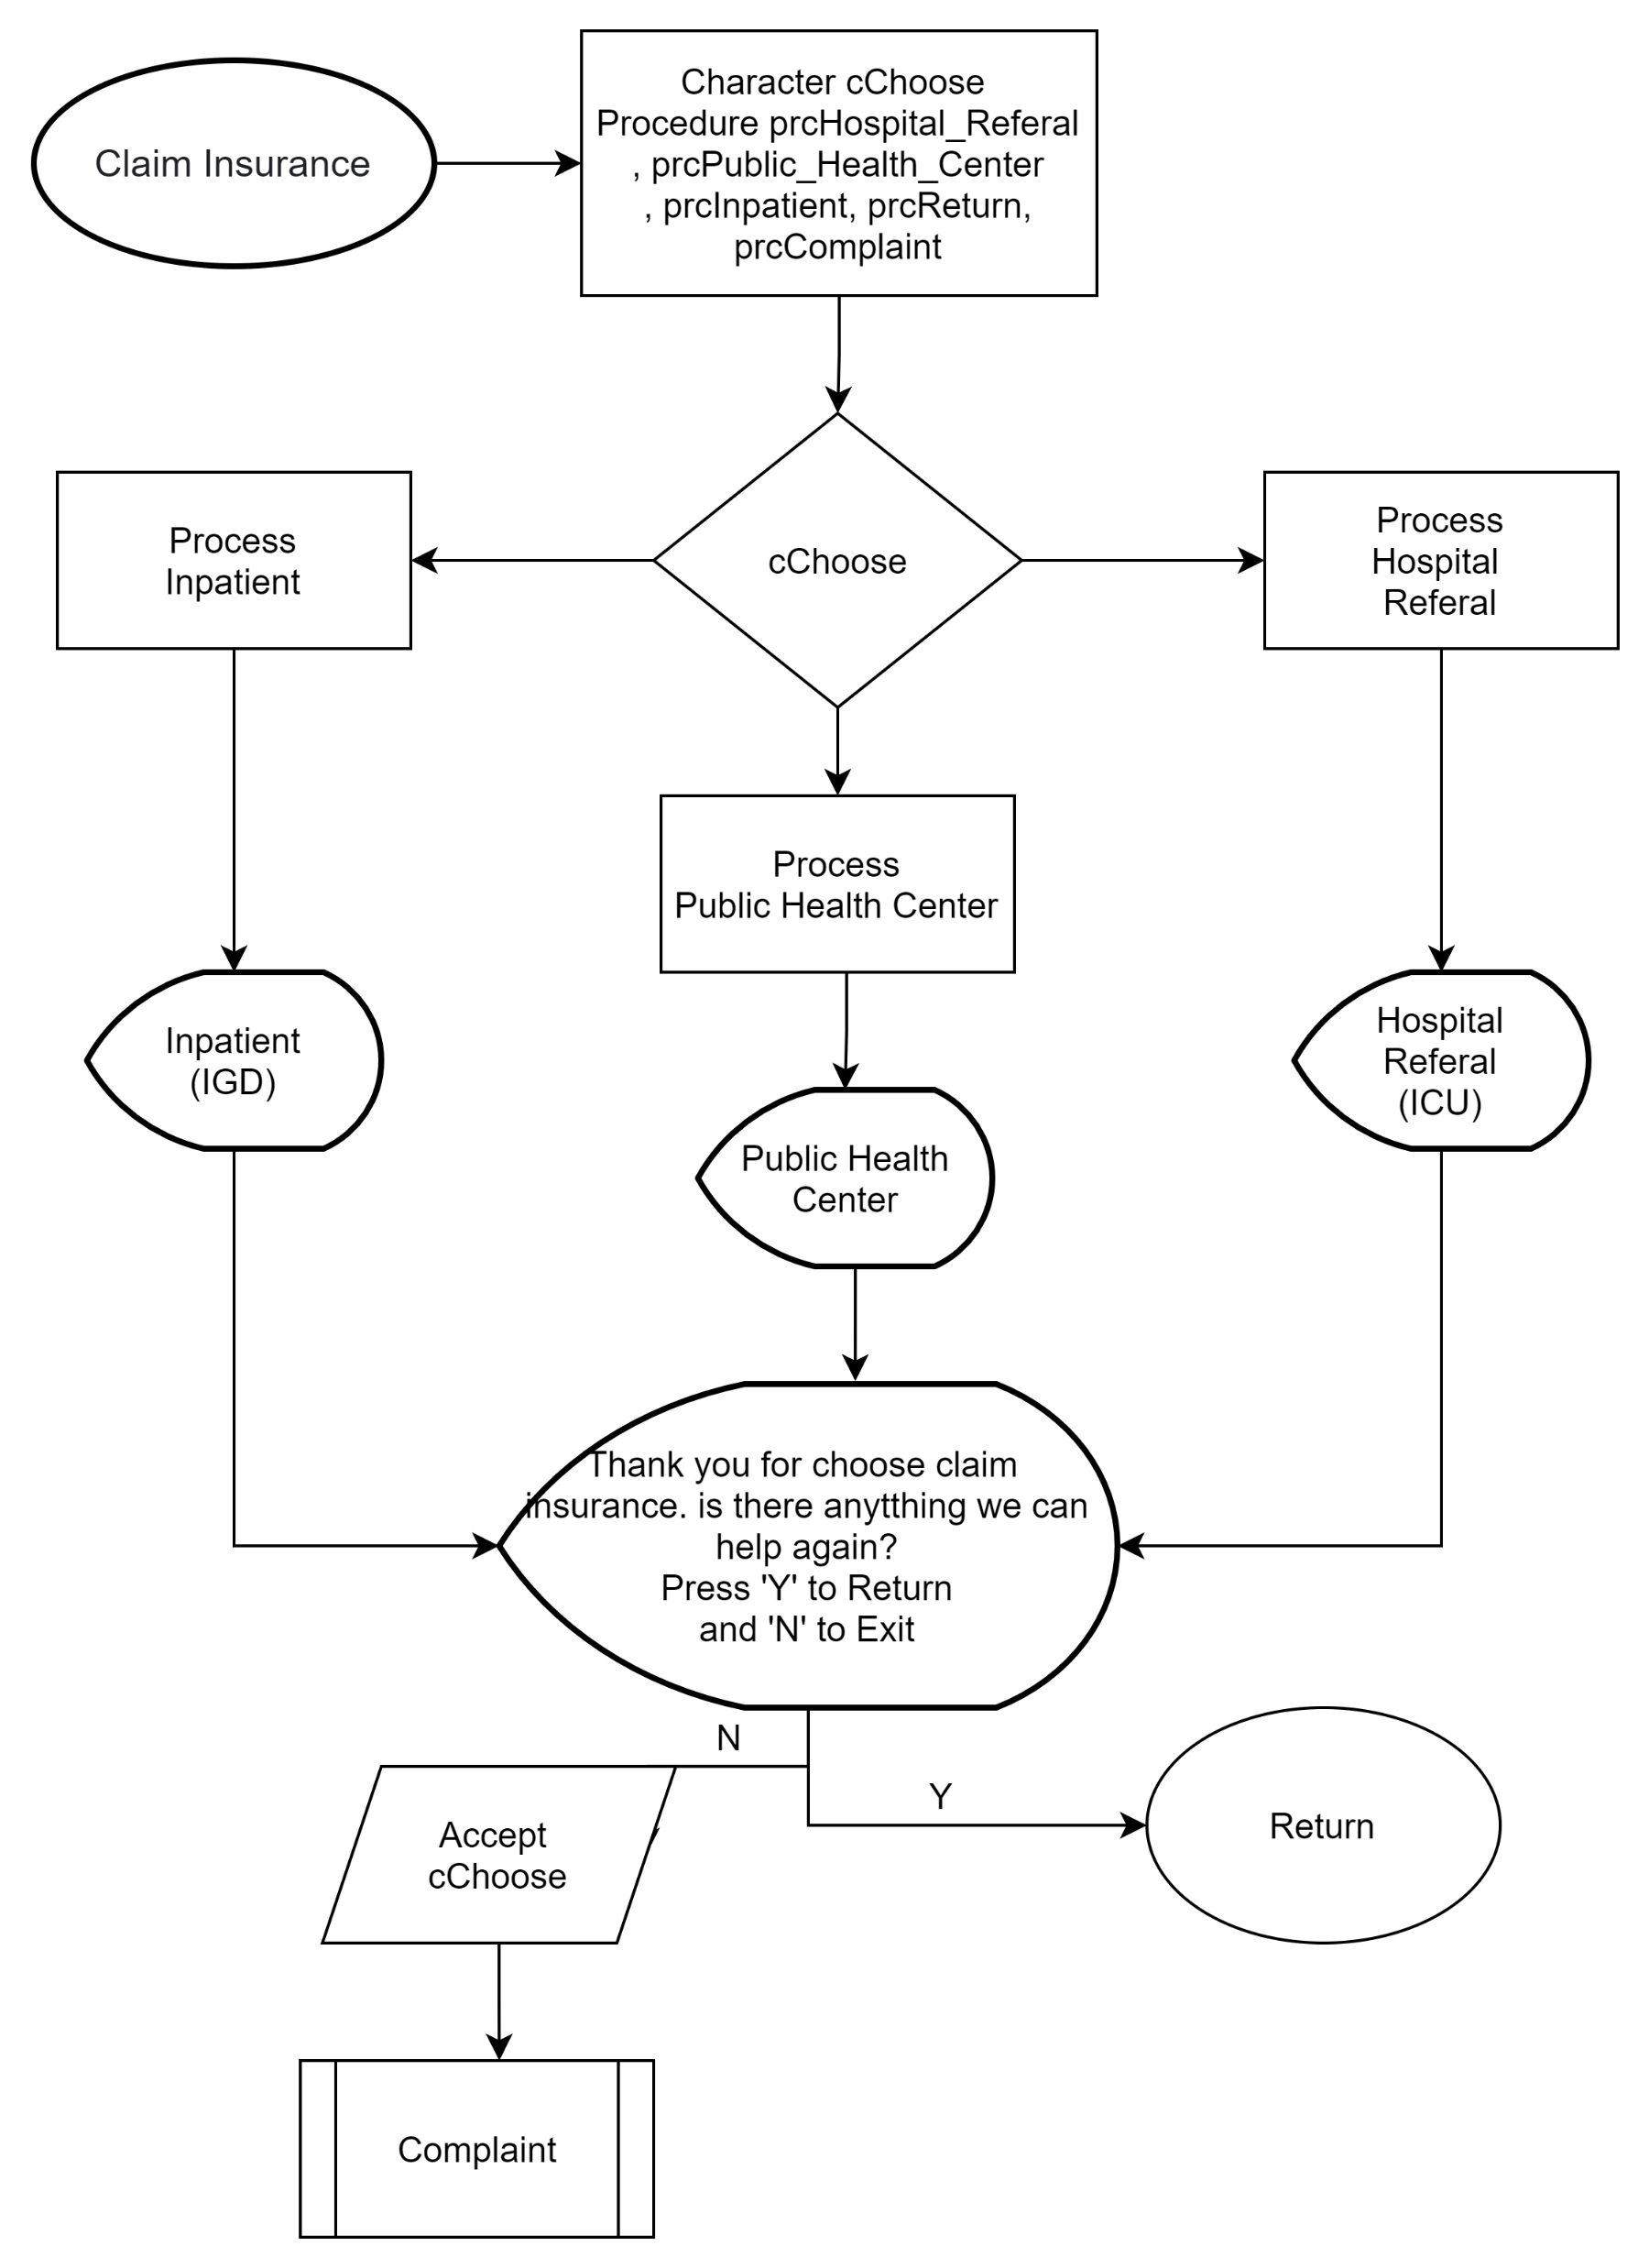 Claim Insurance
Character cChoose
Procedure prcHospital_Referal
, prcPublic_Health_Center
, prcInpatient, prcReturn,
prcComplaint
cChoose
Process
Inpatient
Process
Hospital
Referal
Process
Public Health Center
Inpatient
(IGD)
Hospital
Referal
(ICU)
Public Health
Center
Thank you for choose claim
insurance. is there anytthing we can
help again?
Press 'Y' to Return
and 'N' to Exit
N
Y
Return
Accept
cChoose
Complaint